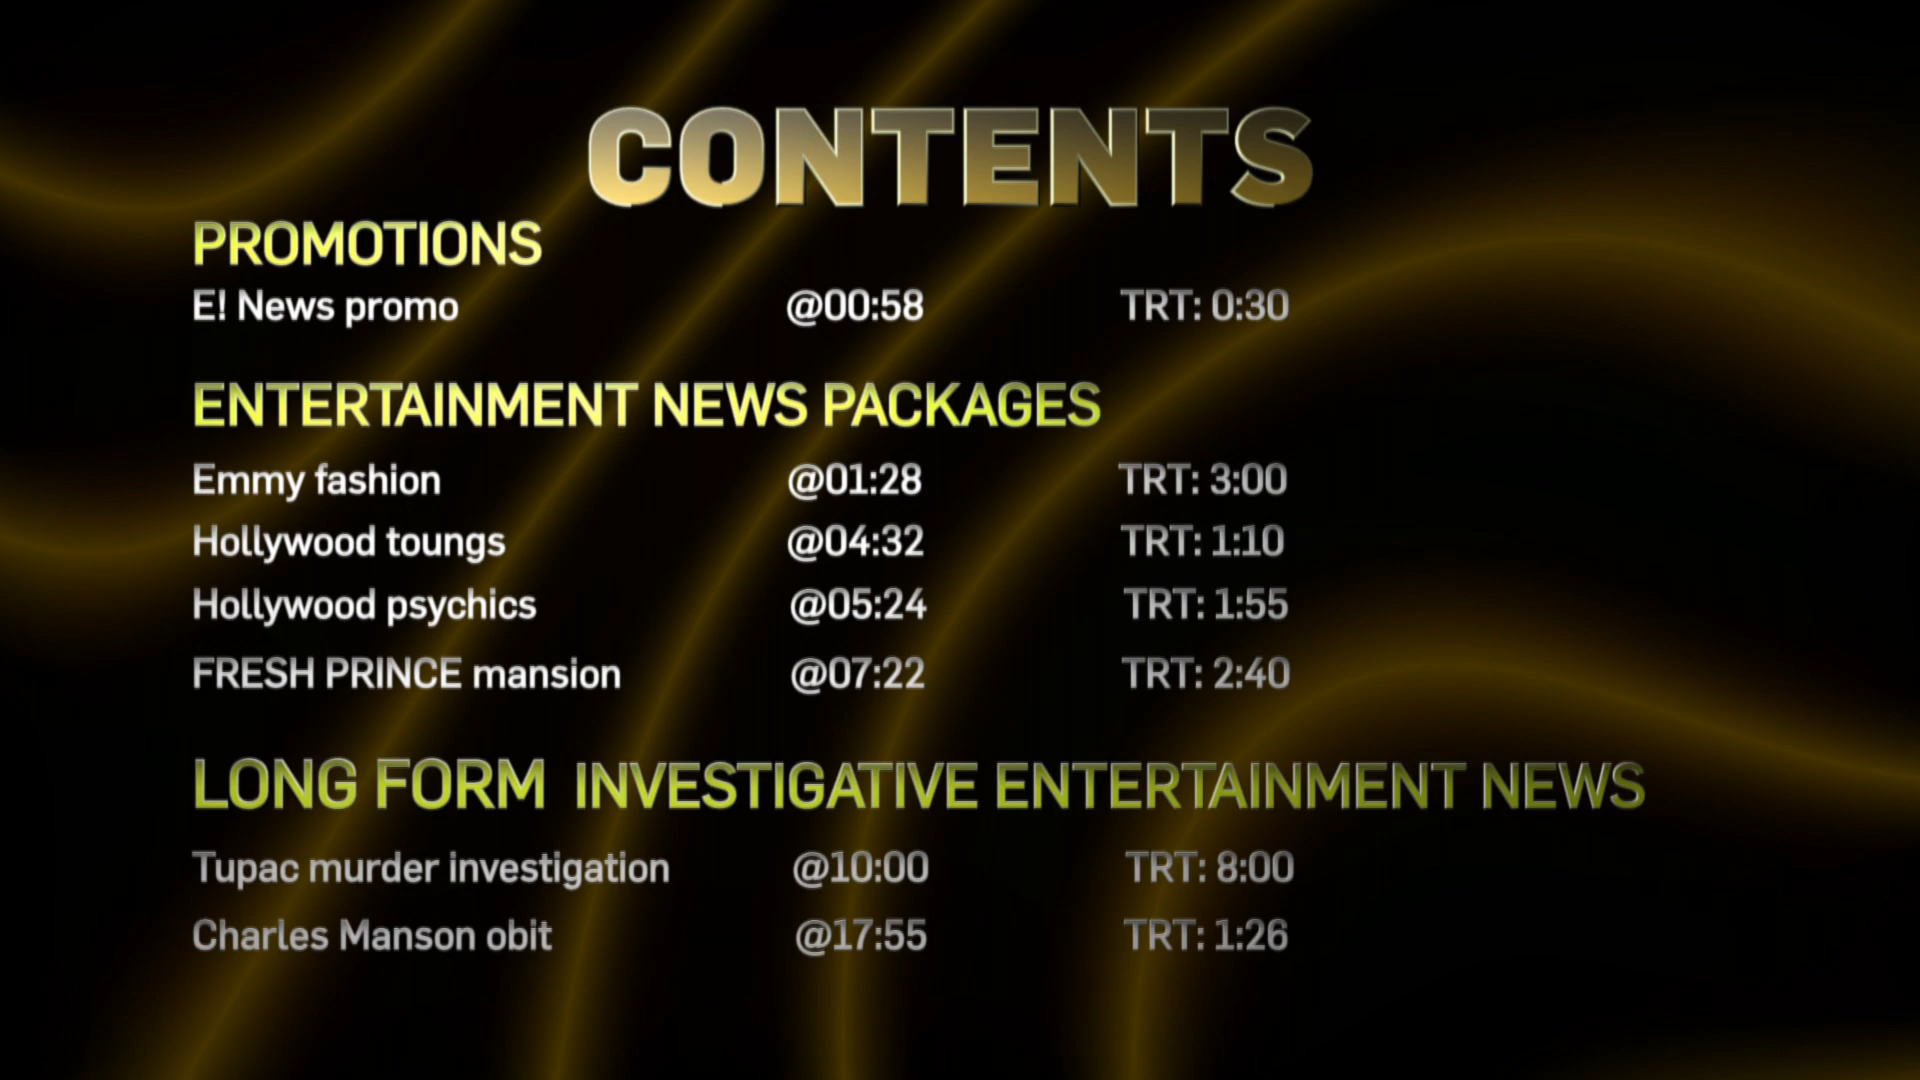 CONTENTS
PROMOTIONS
E! News promo @00:58 TRT: 0:30
ENTERTAINMENT NEWS PACKAGES
Emmy fashion @01:28 TRT: 3:00
Hollywood toungs @04:32 TRT: 1:10
Hollywood psychics @05:24 TRT: 1:55
FRESH PRINCE mansion @07:22 TRT: 2:40
LONG FORM INVESTIGATIVE ENTERTAINMENT NEWS
Tupac murder investigation @10:00 TRT: 8:00
Charles Manson obit @17:55 TRT: 1:26